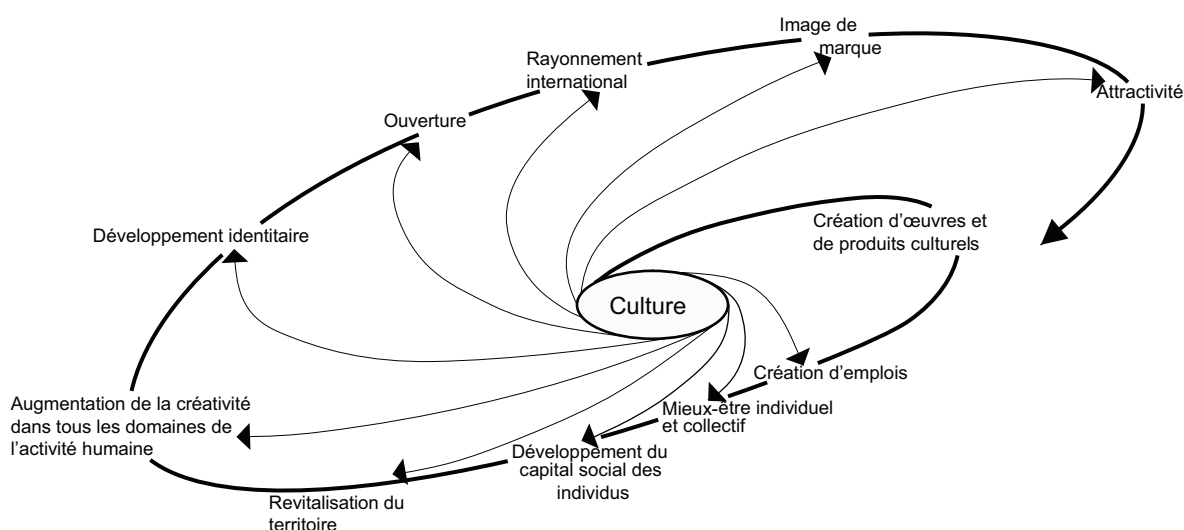 Image de
marque
Rayonnement
international
Attractivité
Ouverture
Développement identitaire
Création d’œuvres et
de produits culturels
Culture
Création d’emplois
Mieux-être individuel
et collectif
Augmentation de la créativité
dans tous les domaines de
l’activité humaine
Développement du
capital social des
individus
Revitalisation du
territoire